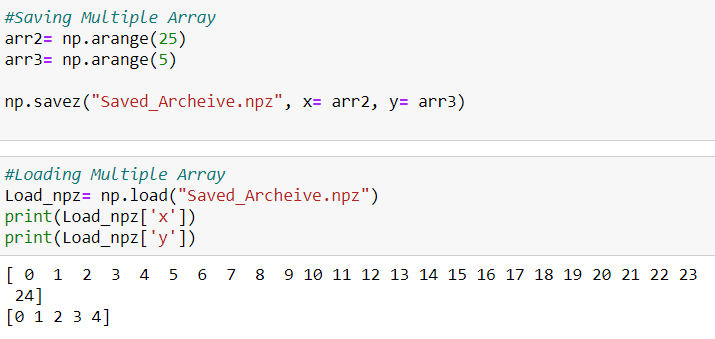 #Saving Multiple Array
arr2= np.arange(25)
arr3= np.arange(5)
np.savez("Saved_Archeive.npz", x= arr2, y= arr3)
#Loading Multiple Array
Load_npz= np.load("Saved_Archeive.npz")
print(Load_npz['x'])
print(Load_npz['y'])
[ 0  1  2  3  4  5  6  7  8  9 10 11 12 13 14 15 16 17 18 19 20 21 22 23
 24]
[0 1 2 3 4]